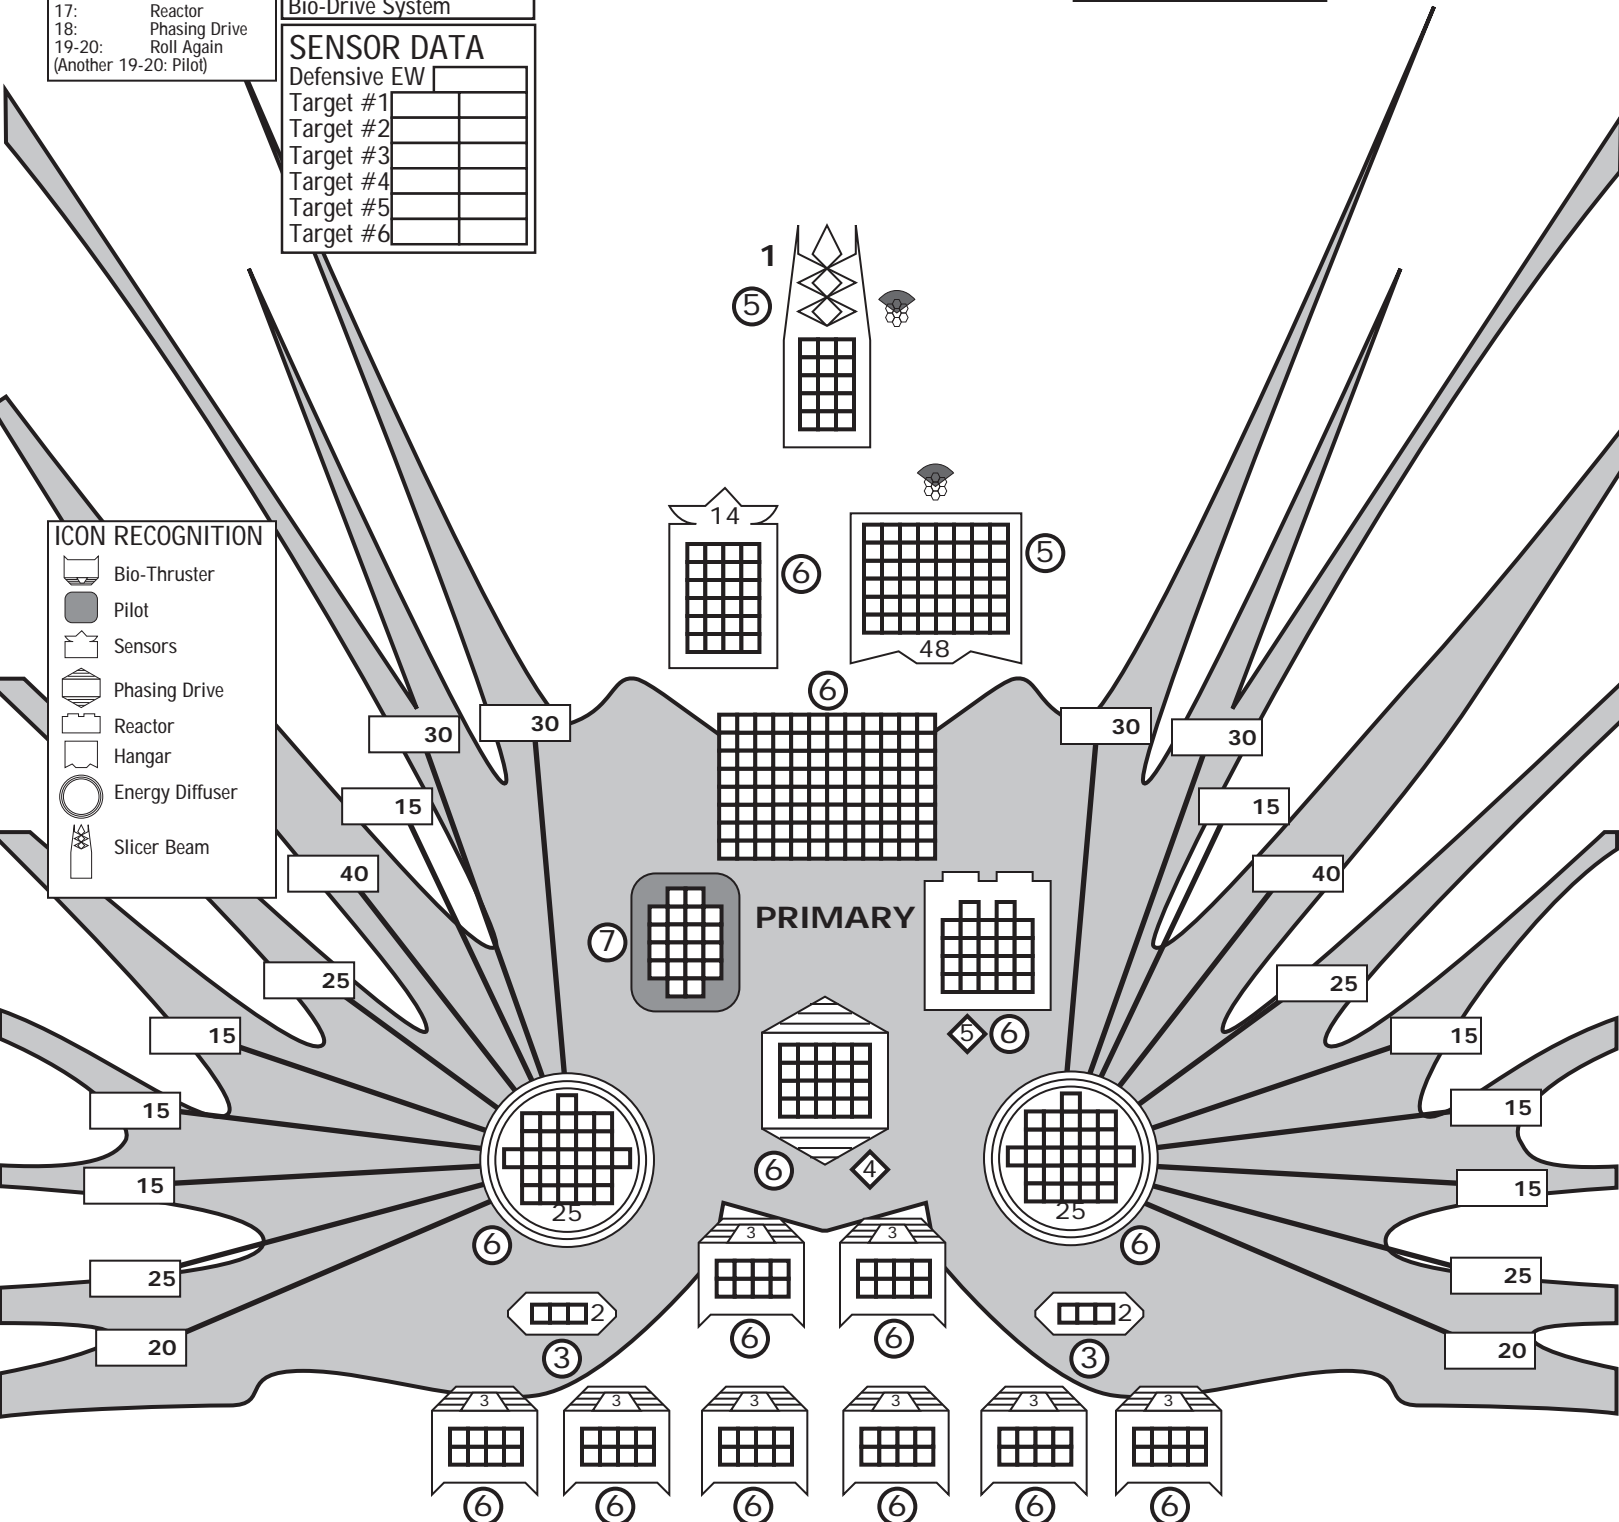 17: Reactor
18: Phasing Drive
19-20: Roll Again
(Another 19-20: Pilot)
Bio-Drive System
SENSOR DATA
Defensive EW
Target #1
Target #2
Target #3
Target #4
Target #5
Target #6
1
5
14
6
5
48
6
ICON RECOGNITION
Bio-Thruster
Pilot
Sensors
Phasing Drive
Reactor
Hangar
Energy Diffuser
Slicer Beam
30 30 30 30
15 15
40 40
PRIMARY
7
25 25
15 5 6 15
15 15
15 6 4 15
25 25
6 3 3 6
25 25
2 2
6 6
20 3 3 20
3 3 3 3 3 3
6 6 6 6 6 6